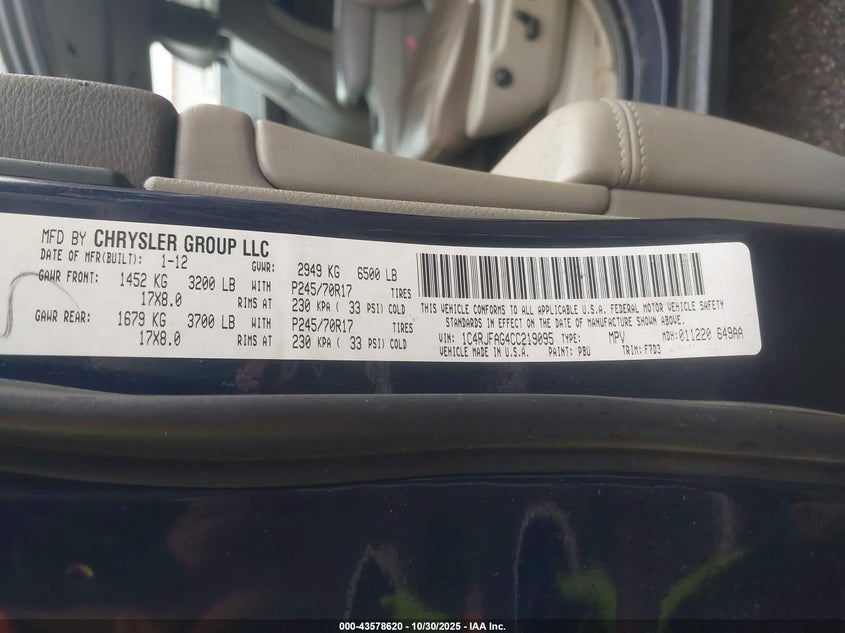 MFD BY CHRYSLER GROUP LLC
DATE OF MFR(BUILT): 1-12 GVWR: 2949 KG 6500 LB
GAWR FRONT: 1452 KG 3200 LB WITH P245/70R17 TIRES
17X8.0 RIMS AT 230 KPA ( 33 PSI) COLD
GAWR REAR: 1679 KG 3700 LB WITH P245/70R17 TIRES
17X8.0 RIMS AT 230 KPA ( 33 PSI) COLD
THIS VEHICLE CONFORMS TO ALL APPLICABLE U.S.A. FEDERAL MOTOR VEHICLE SAFETY
STANDARDS IN EFFECT ON THE DATE OF MANUFACTURE SHOWN ABOVE.
VIN: 1C4RJFAG4CC219095 TYPE: MPV MDH: 011220 649AA
VEHICLE MADE IN U.S.A. PAINT: PBU TRIM: F7D3
000-43578620 - 10/30/2025 - IAA Inc.